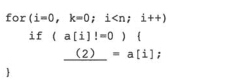 for(i=0, k=0; i<n; i++)
if ( a[i]!=0 ) {
(2) = a[i];
}